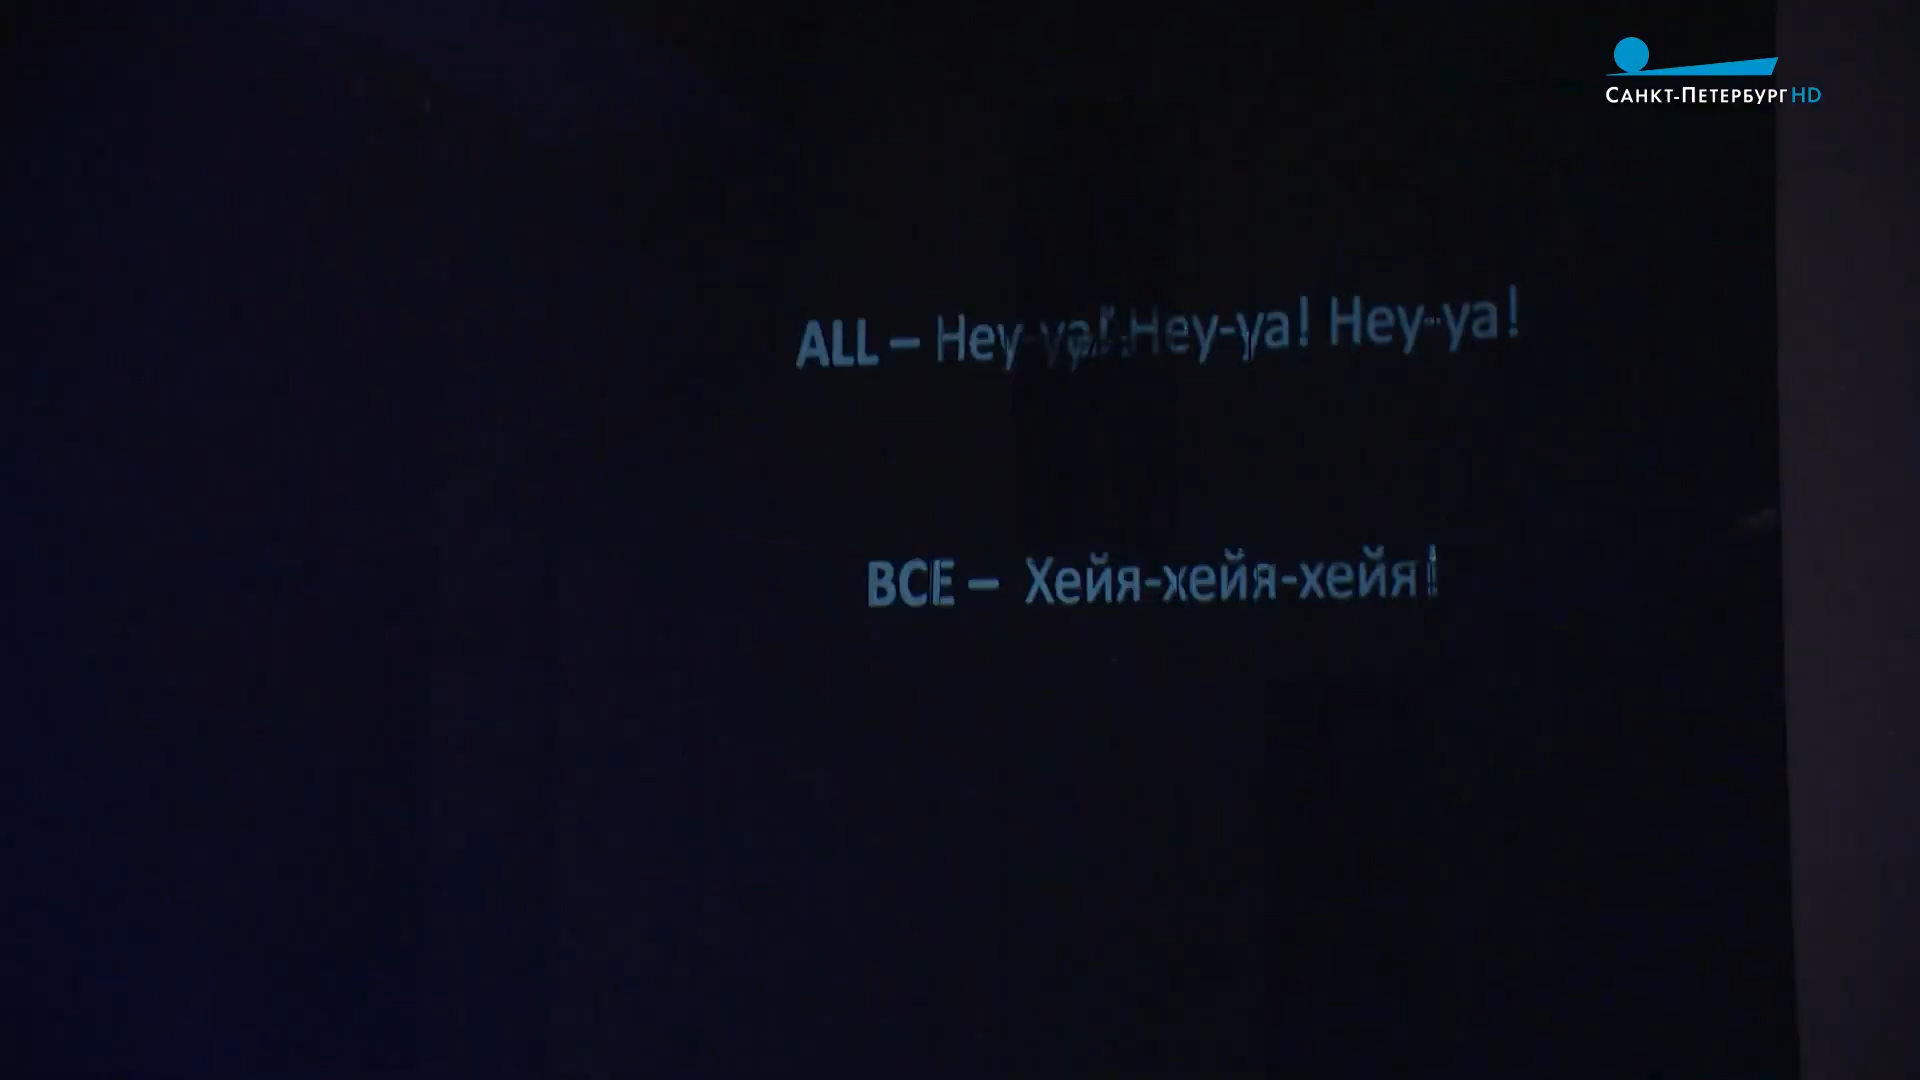 САНКТ-ПЕТЕРБУРГ HD
ALL – Hey-ya! Hey-ya! Hey-ya!
ВСЕ – Хейя-хейя-хейя!